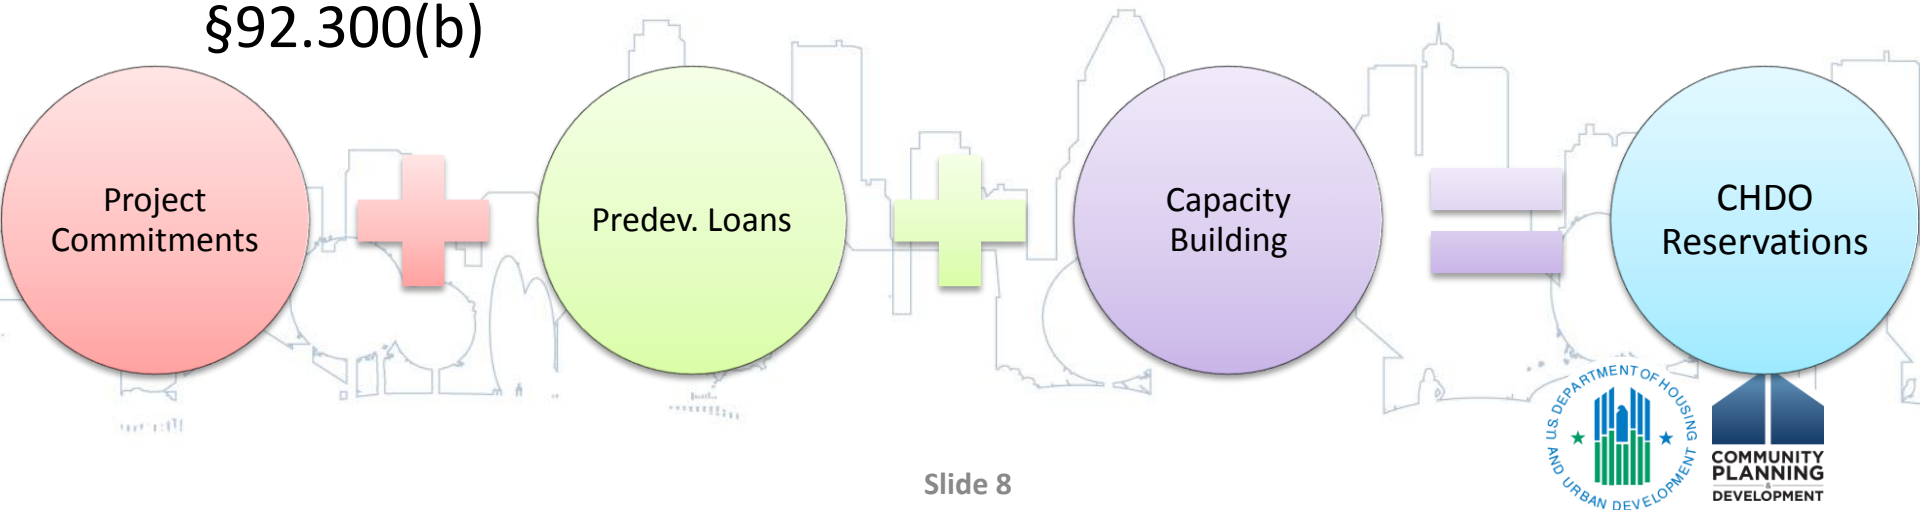 §92.300(b)
Project
Commitments
Predev. Loans
Capacity
Building
CHDO
Reservations
U.S. DEPARTMENT OF HOUSING
AND URBAN DEVELOPMENT
COMMUNITY
PLANNING
&
DEVELOPMENT
Slide 8